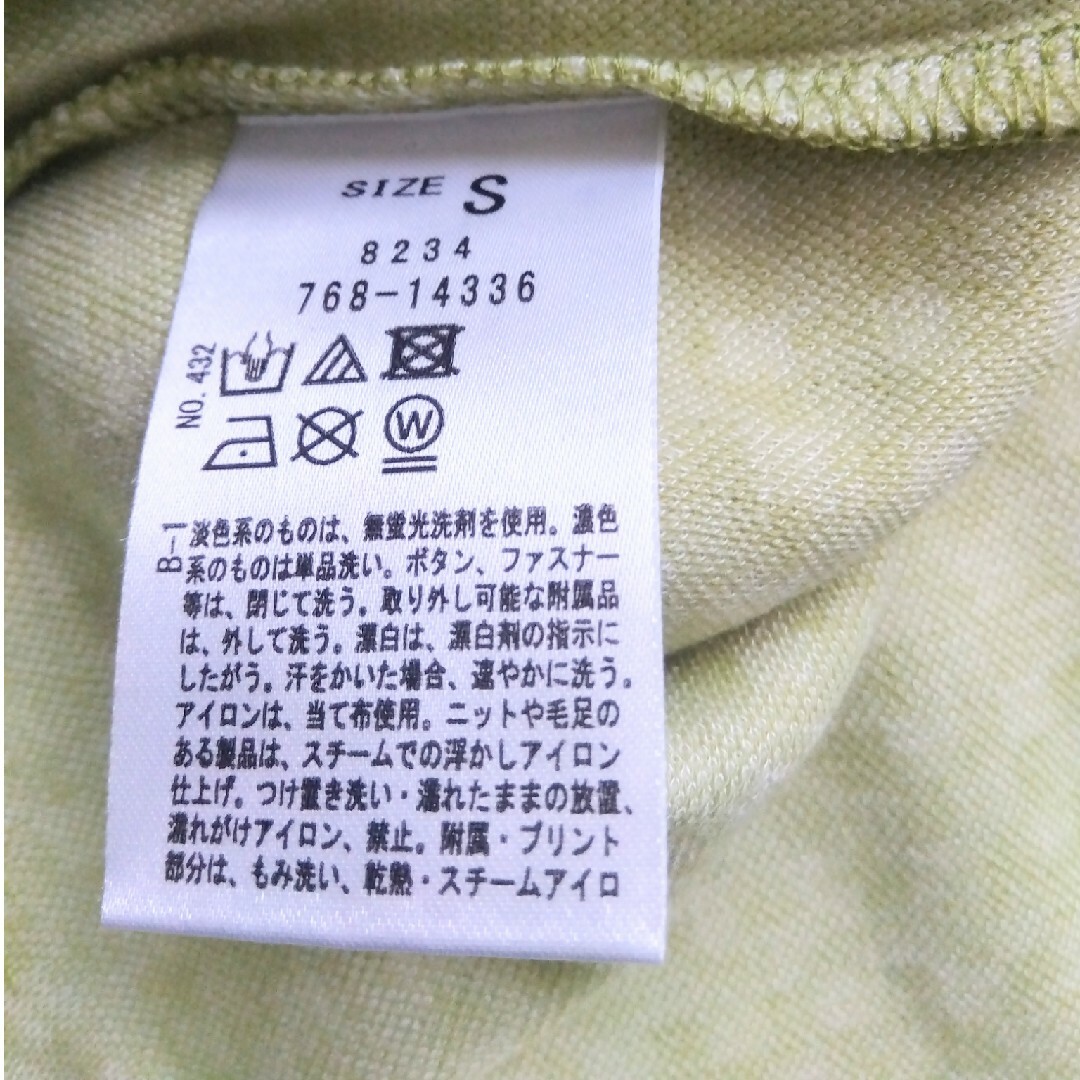 SIZE S
8234
768-14336
NO. 432
W
B-1
淡色系のものは、無蛍光洗剤を使用。濃色
系のものは単品洗い。ボタン、ファスナー
等は、閉じて洗う。取り外し可能な附属品
は、外して洗う。漂白は、漂白剤の指示に
したがう。汗をかいた場合、速やかに洗う。
アイロンは、当て布使用。ニットや毛足の
ある製品は、スチームでの浮かしアイロン
仕上げ。つけ置き洗い・濡れたままの放置、
濡れがけアイロン、禁止。附属・プリント
部分は、もみ洗い、乾熱・スチームアイロ